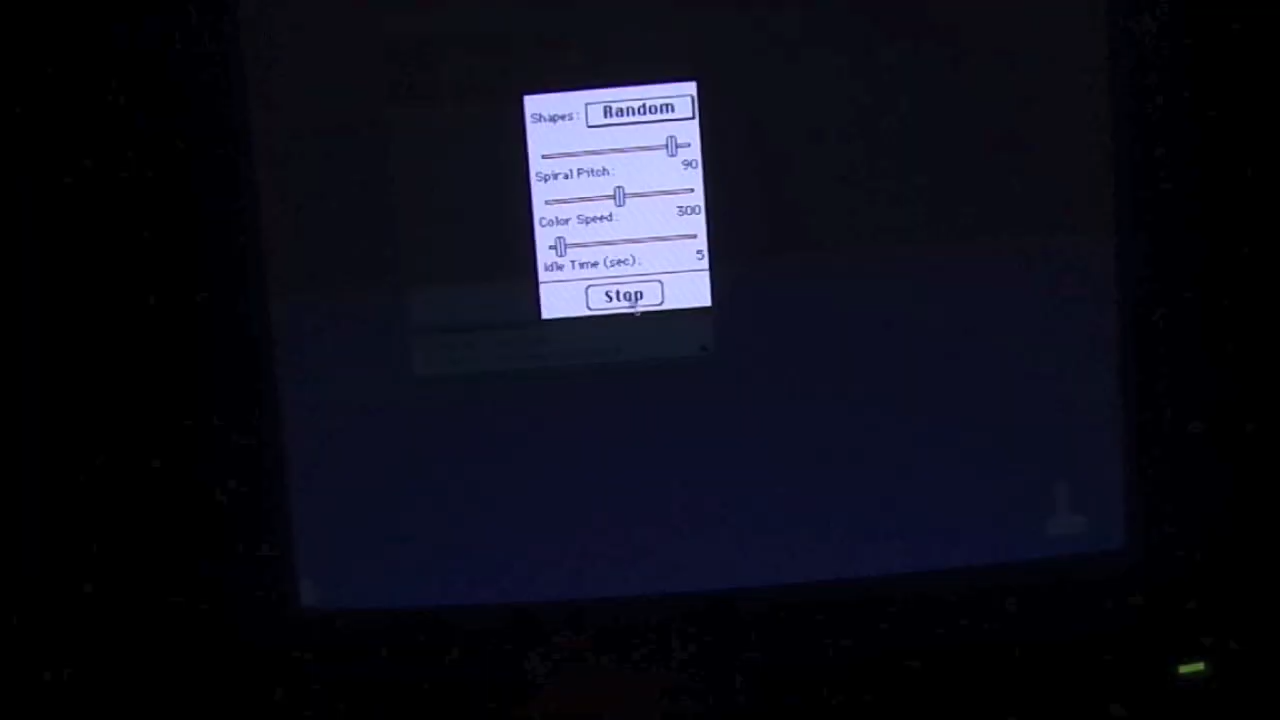 Shapes: Random
90
Spiral Pitch:
300
Color Speed:
5
Idle Time (sec):
Stop